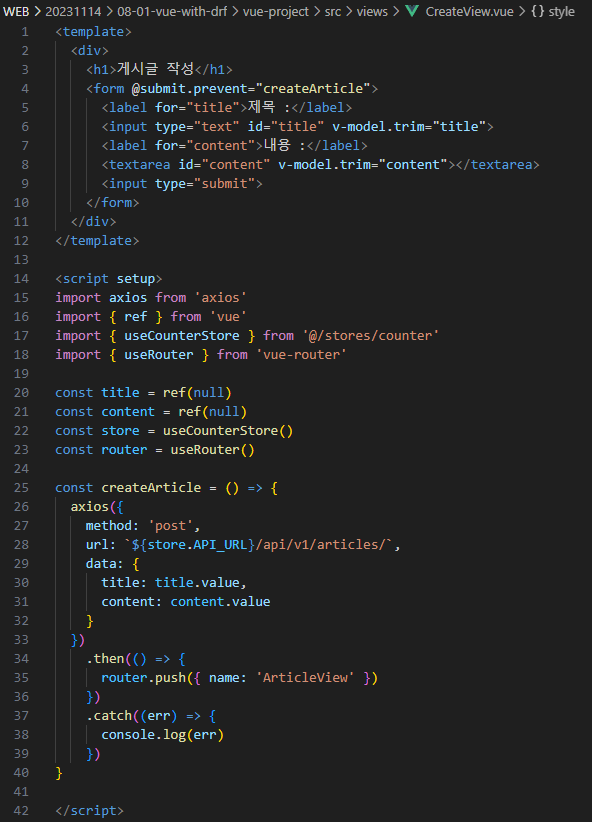 WEB > 20231114 > 08-01-vue-with-drf > vue-project > src > views > CreateView.vue > {} style
1 <template>
2   <div>
3     <h1>게시글 작성</h1>
4     <form @submit.prevent="createArticle">
5       <label for="title">제목 :</label>
6       <input type="text" id="title" v-model.trim="title">
7       <label for="content">내용 :</label>
8       <textarea id="content" v-model.trim="content"></textarea>
9       <input type="submit">
10     </form>
11   </div>
12 </template>
13
14 <script setup>
15 import axios from 'axios'
16 import { ref } from 'vue'
17 import { useCounterStore } from '@/stores/counter'
18 import { useRouter } from 'vue-router'
19
20 const title = ref(null)
21 const content = ref(null)
22 const store = useCounterStore()
23 const router = useRouter()
24
25 const createArticle = () => {
26   axios({
27     method: 'post',
28     url: `${store.API_URL}/api/v1/articles/`,
29     data: {
30       title: title.value,
31       content: content.value
32     }
33   })
34     .then(() => {
35       router.push({ name: 'ArticleView' })
36     })
37     .catch((err) => {
38       console.log(err)
39     })
40 }
41
42 </script>